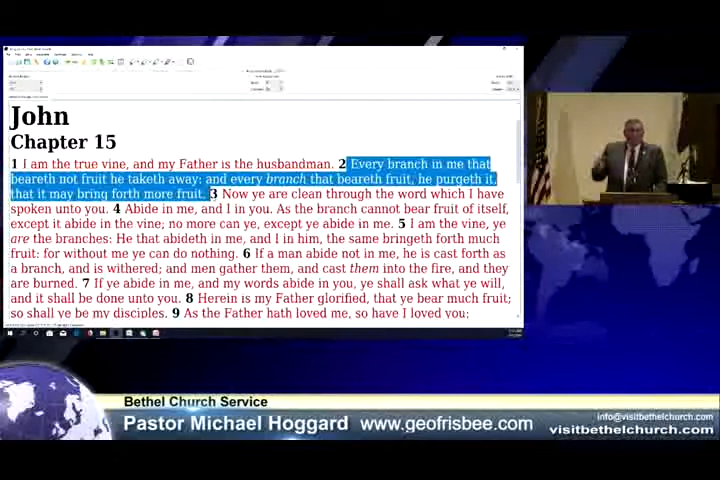 John
Chapter 15
1 I am the true vine, and my Father is the husbandman. 2 Every branch in me that
beareth not fruit he taketh away: and every branch that beareth fruit, he purgeth it,
that it may bring forth more fruit. 3 Now ye are clean through the word which I have
spoken unto you. 4 Abide in me, and I in you. As the branch cannot bear fruit of itself,
except it abide in the vine; no more can ye, except ye abide in me. 5 I am the vine, ye
are the branches: He that abideth in me, and I in him, the same bringeth forth much
fruit: for without me ye can do nothing. 6 If a man abide not in me, he is cast forth as
a branch, and is withered; and men gather them, and cast them into the fire, and they
are burned. 7 If ye abide in me, and my words abide in you, ye shall ask what ye will,
and it shall be done unto you. 8 Herein is my Father glorified, that ye bear much fruit;
so shall ye be my disciples. 9 As the Father hath loved me, so have I loved you;
Bethel Church Service
Pastor Michael Hoggard www.geofrisbee.com
info@visitbethelchurch.com
visitbethelchurch.com